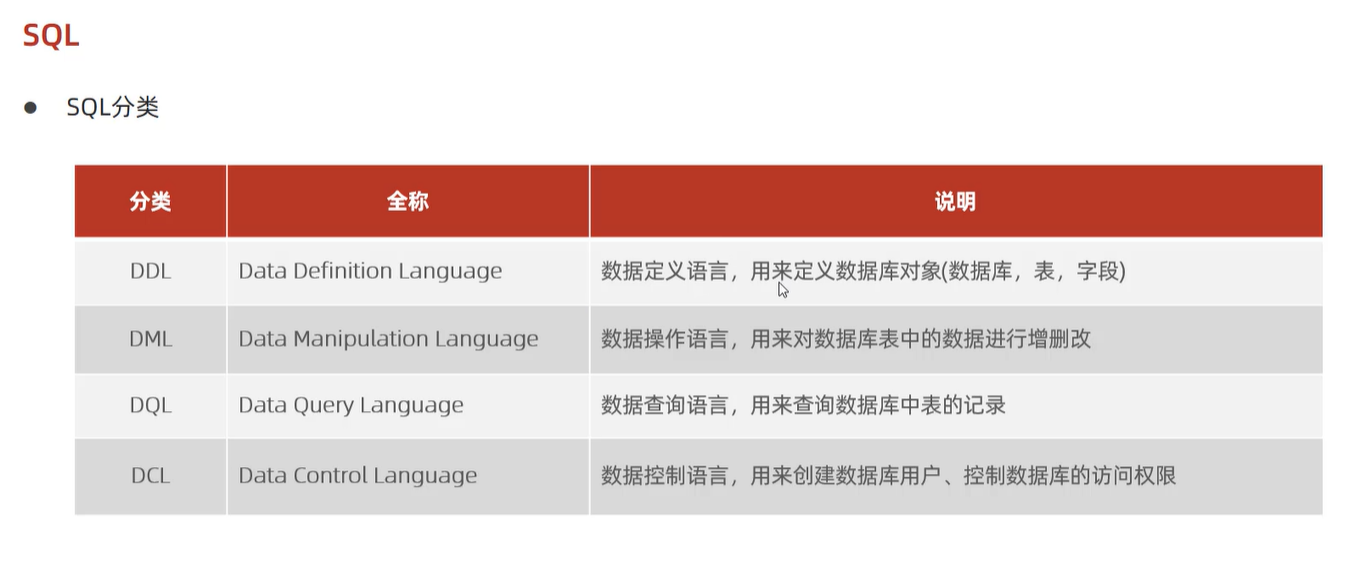 SQL
● SQL分类
分类 全称 说明
DDL Data Definition Language 数据定义语言，用来定义数据库对象(数据库，表，字段)
DML Data Manipulation Language 数据操作语言，用来对数据库表中的数据进行增删改
DQL Data Query Language 数据查询语言，用来查询数据库中表的记录
DCL Data Control Language 数据控制语言，用来创建数据库用户、控制数据库的访问权限